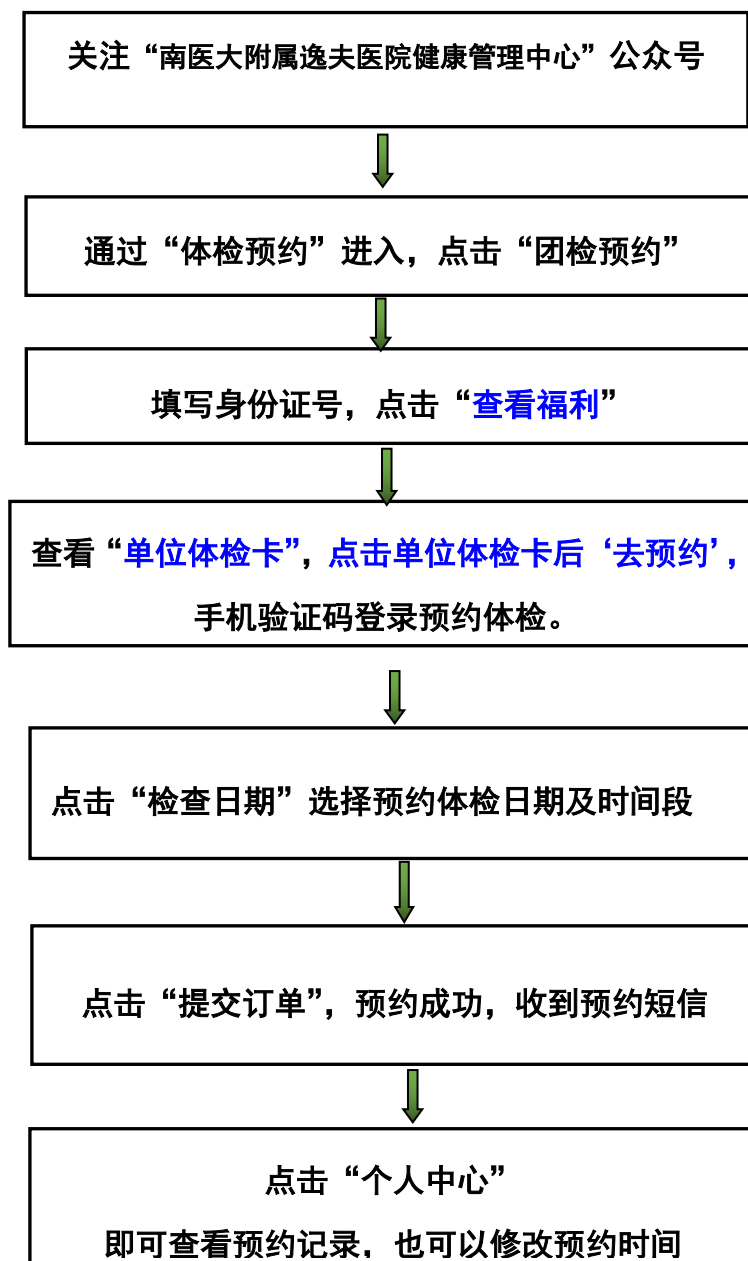 关注“南医大附属逸夫医院健康管理中心”公众号
通过“体检预约”进入，点击“团检预约”
填写身份证号，点击“查看福利”
查看“单位体检卡”，点击单位体检卡后‘去预约’，
手机验证码登录预约体检。
点击“检查日期”选择预约体检日期及时间段
点击“提交订单”，预约成功，收到预约短信
点击“个人中心”
即可查看预约记录，也可以修改预约时间